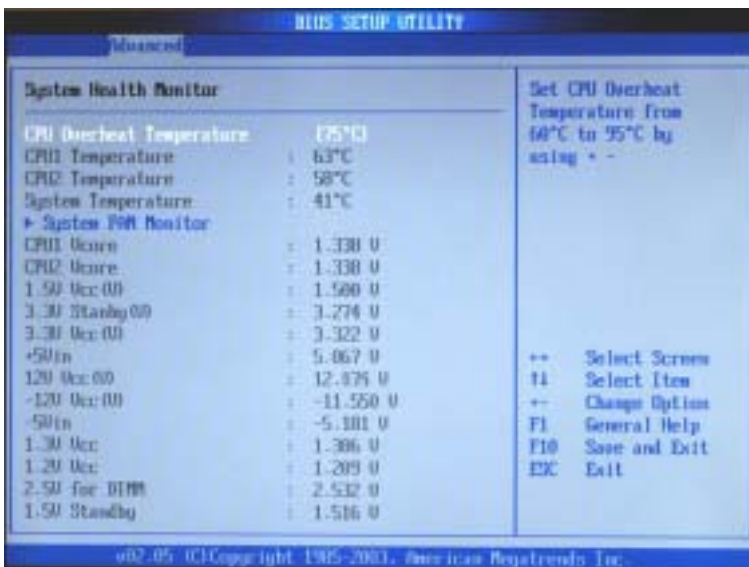 BIOS SETUP UTILITY
Advanced
System Health Monitor
CPU Overheat Temperature [75°C]
CPU1 Temperature : 63°C
CPU2 Temperature : 58°C
System Temperature : 41°C
▶ System FAN Monitor
CPU1 Vcore : 1.338 V
CPU2 Vcore : 1.338 V
1.5V Vcc(V) : 1.500 V
3.3V Stanby(V) : 3.274 V
3.3V Vcc(V) : 3.322 V
+5Vin : 5.067 V
12V Vcc(V) :
-12V Vcc(V) : -11.550 V
-5Vin : -5.181 V
1.3V Vcc : 1.306 V
1.2V Vcc : 1.209 V
2.5V for DIMM : 2.532 V
1.5V Standby : 1.516 V
Set CPU Overheat
Temperature from
60°C to 95°C by
using + -
↔ Select Screen
↑↓ Select Item
+- Change Option
F1 General Help
F10 Save and Exit
ESC Exit
v02.05 (C)Copyright 1985-2003, American Megatrends Inc.